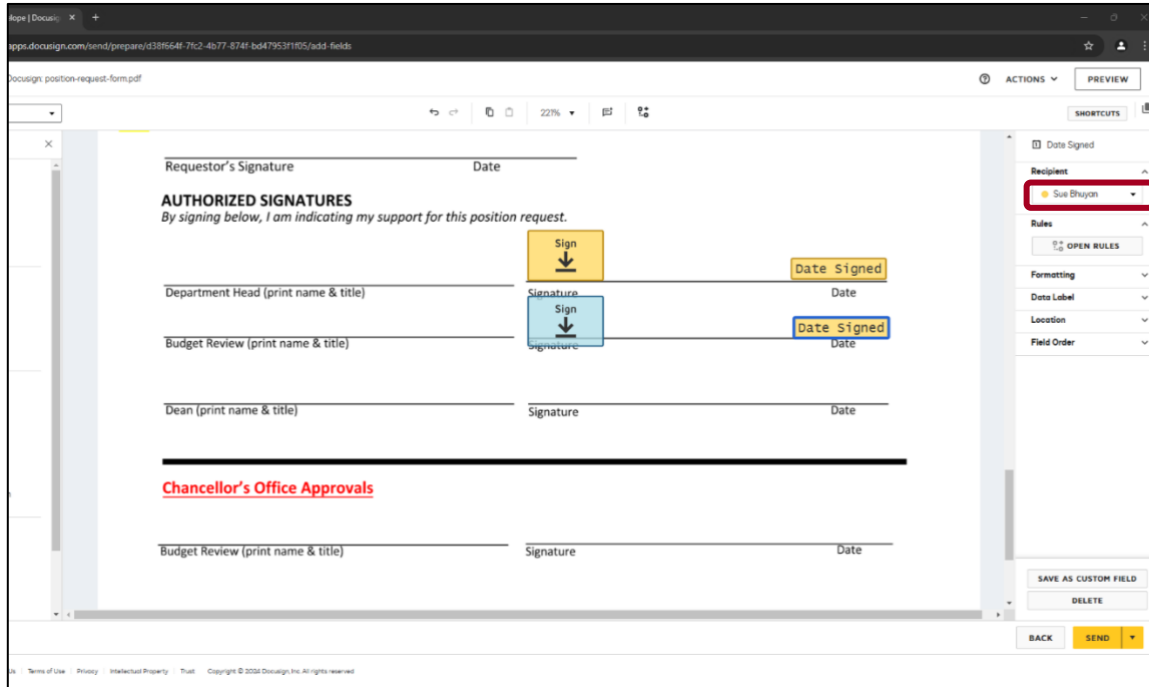 Hope | Docusig × +
apps.docusign.com/send/prepare/d38f664f-7fc2-4b77-874f-bd47953f1f05/add-fields
Docusign: position-request-form.pdf
ACTIONS
PREVIEW
221%
SHORTCUTS
Date Signed
Recipient
Sue Bhuyan
Rules
OPEN RULES
Formatting
Data Label
Location
Field Order
Requestor's Signature Date
AUTHORIZED SIGNATURES
By signing below, I am indicating my support for this position request.
Sign
Date Signed
Department Head (print name & title) Signature Date
Sign
Date Signed
Budget Review (print name & title) Signature Date
Dean (print name & title) Signature Date
Chancellor's Office Approvals
Budget Review (print name & title) Signature Date
SAVE AS CUSTOM FIELD
DELETE
BACK
SEND
Us Terms of Use Privacy Intellectual Property Trust Copyright © 2024 Docusign, Inc. All rights reserved